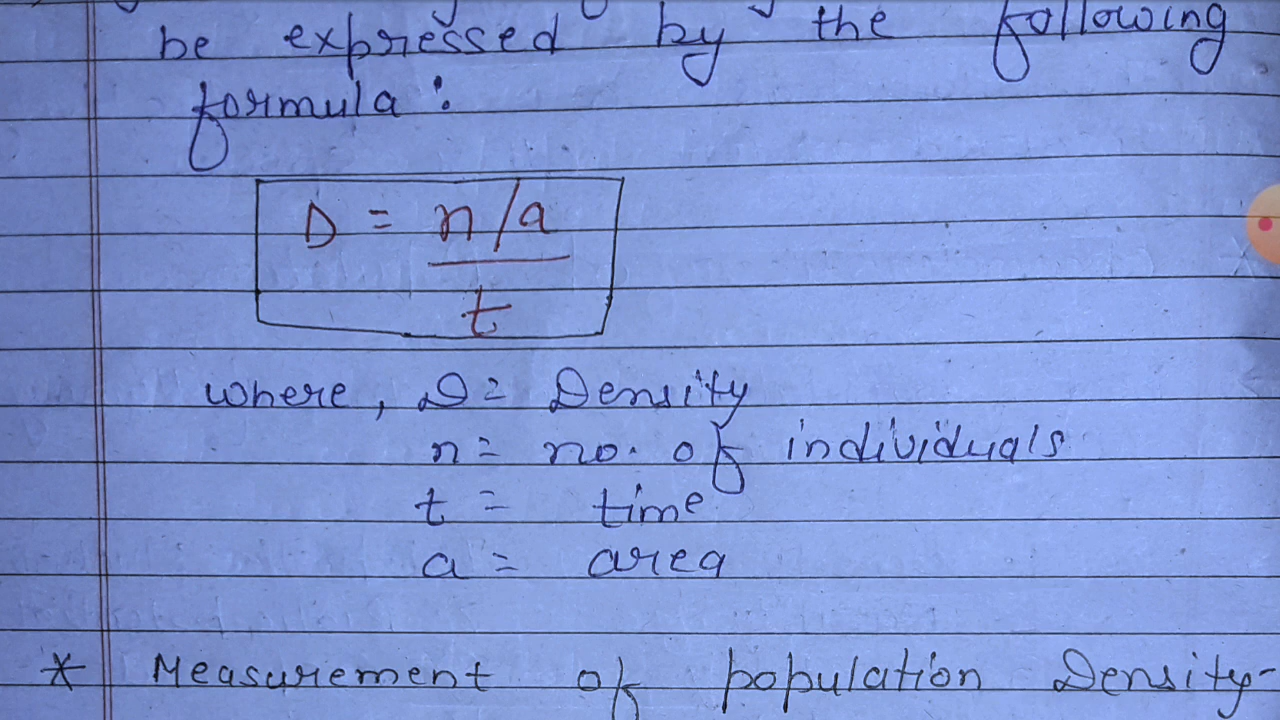 be expressed by the following
formula:
D = n/a
t
where, D = Density
n = no. of individuals
t = time
a = area
* Measurement of population Density-